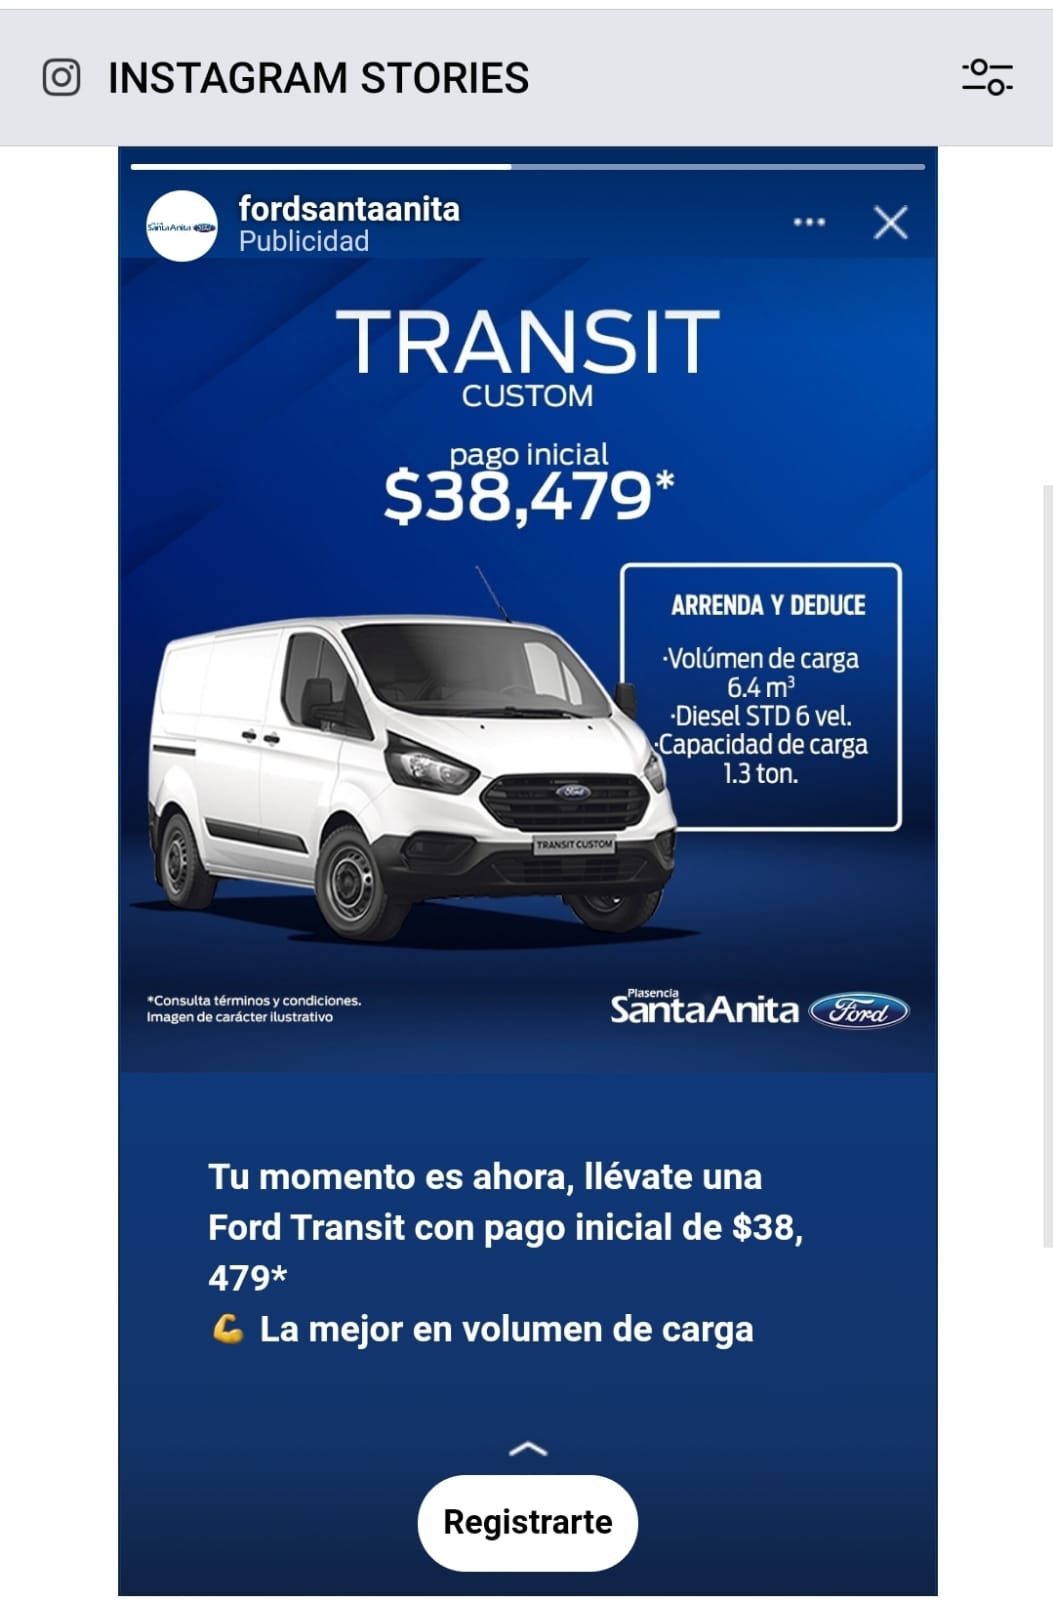 INSTAGRAM STORIES
fordsantaanita
Publicidad
SantaAnita Ford
TRANSIT
CUSTOM
pago inicial
$38,479*
ARRENDA Y DEDUCE
·Volúmen de carga
6.4 m³
·Diesel STD 6 vel.
·Capacidad de carga
1.3 ton.
Ford
TRANSIT CUSTOM
*Consulta términos y condiciones.
Imagen de carácter ilustrativo
Plasencia
SantaAnita Ford
Tu momento es ahora, llévate una
Ford Transit con pago inicial de $38,
479*
💪 La mejor en volumen de carga
Registrarte